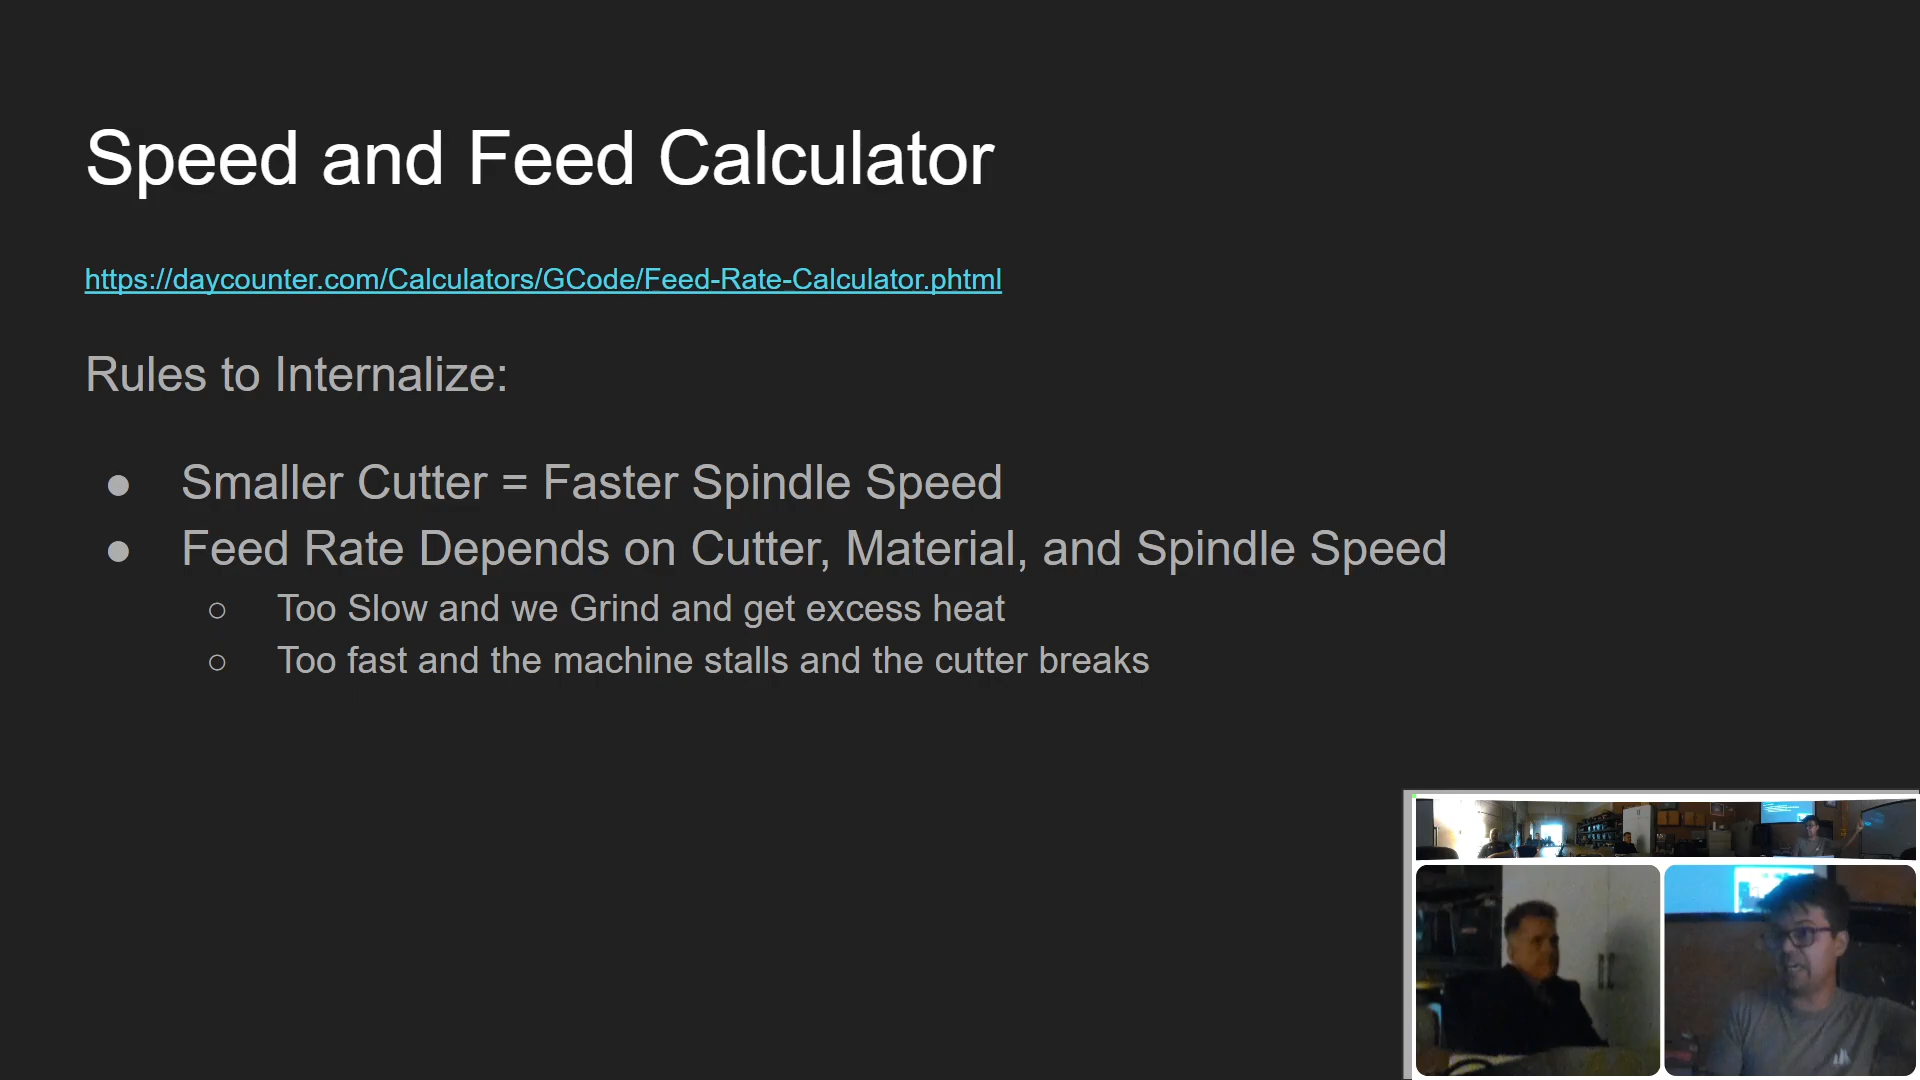 Speed and Feed Calculator
https://daycounter.com/Calculators/GCode/Feed-Rate-Calculator.phtml
Rules to Internalize:
● Smaller Cutter = Faster Spindle Speed
● Feed Rate Depends on Cutter, Material, and Spindle Speed
○ Too Slow and we Grind and get excess heat
○ Too fast and the machine stalls and the cutter breaks